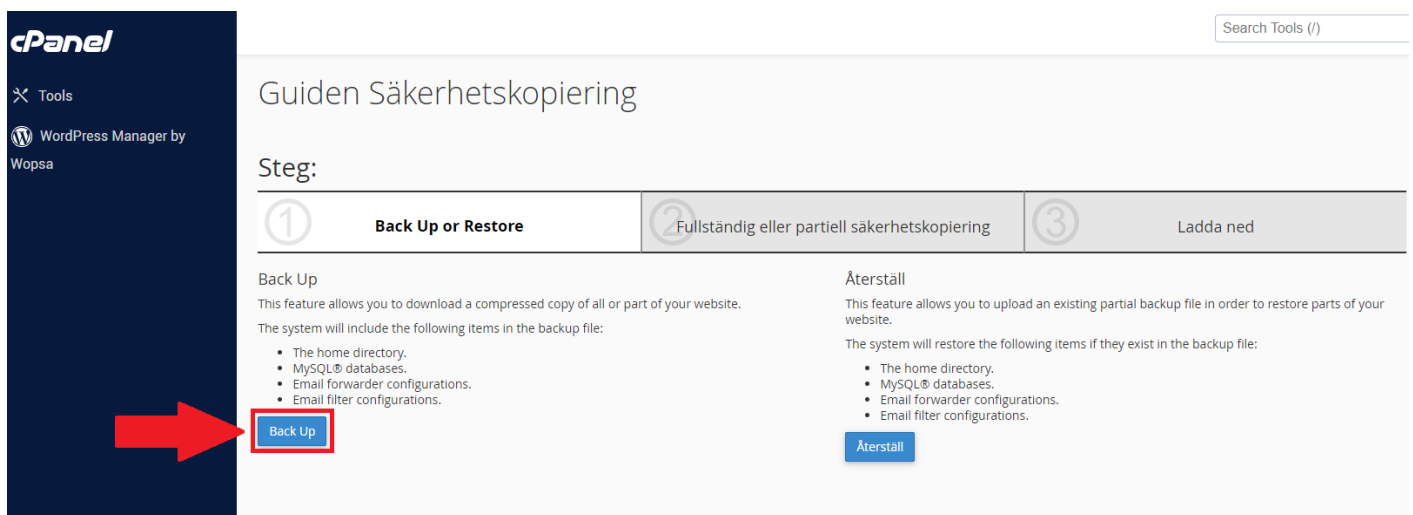 cPanel
Search Tools (/)
Tools
WordPress Manager by
Wopsa
Guiden Säkerhetskopiering
Steg:
1 Back Up or Restore
2 Fullständig eller partiell säkerhetskopiering
3 Ladda ned
Back Up
This feature allows you to download a compressed copy of all or part of your website.
The system will include the following items in the backup file:
• The home directory.
• MySQL® databases.
• Email forwarder configurations.
• Email filter configurations.
Back Up
Återställ
This feature allows you to upload an existing partial backup file in order to restore parts of your
website.
The system will restore the following items if they exist in the backup file:
• The home directory.
• MySQL® databases.
• Email forwarder configurations.
• Email filter configurations.
Återställ